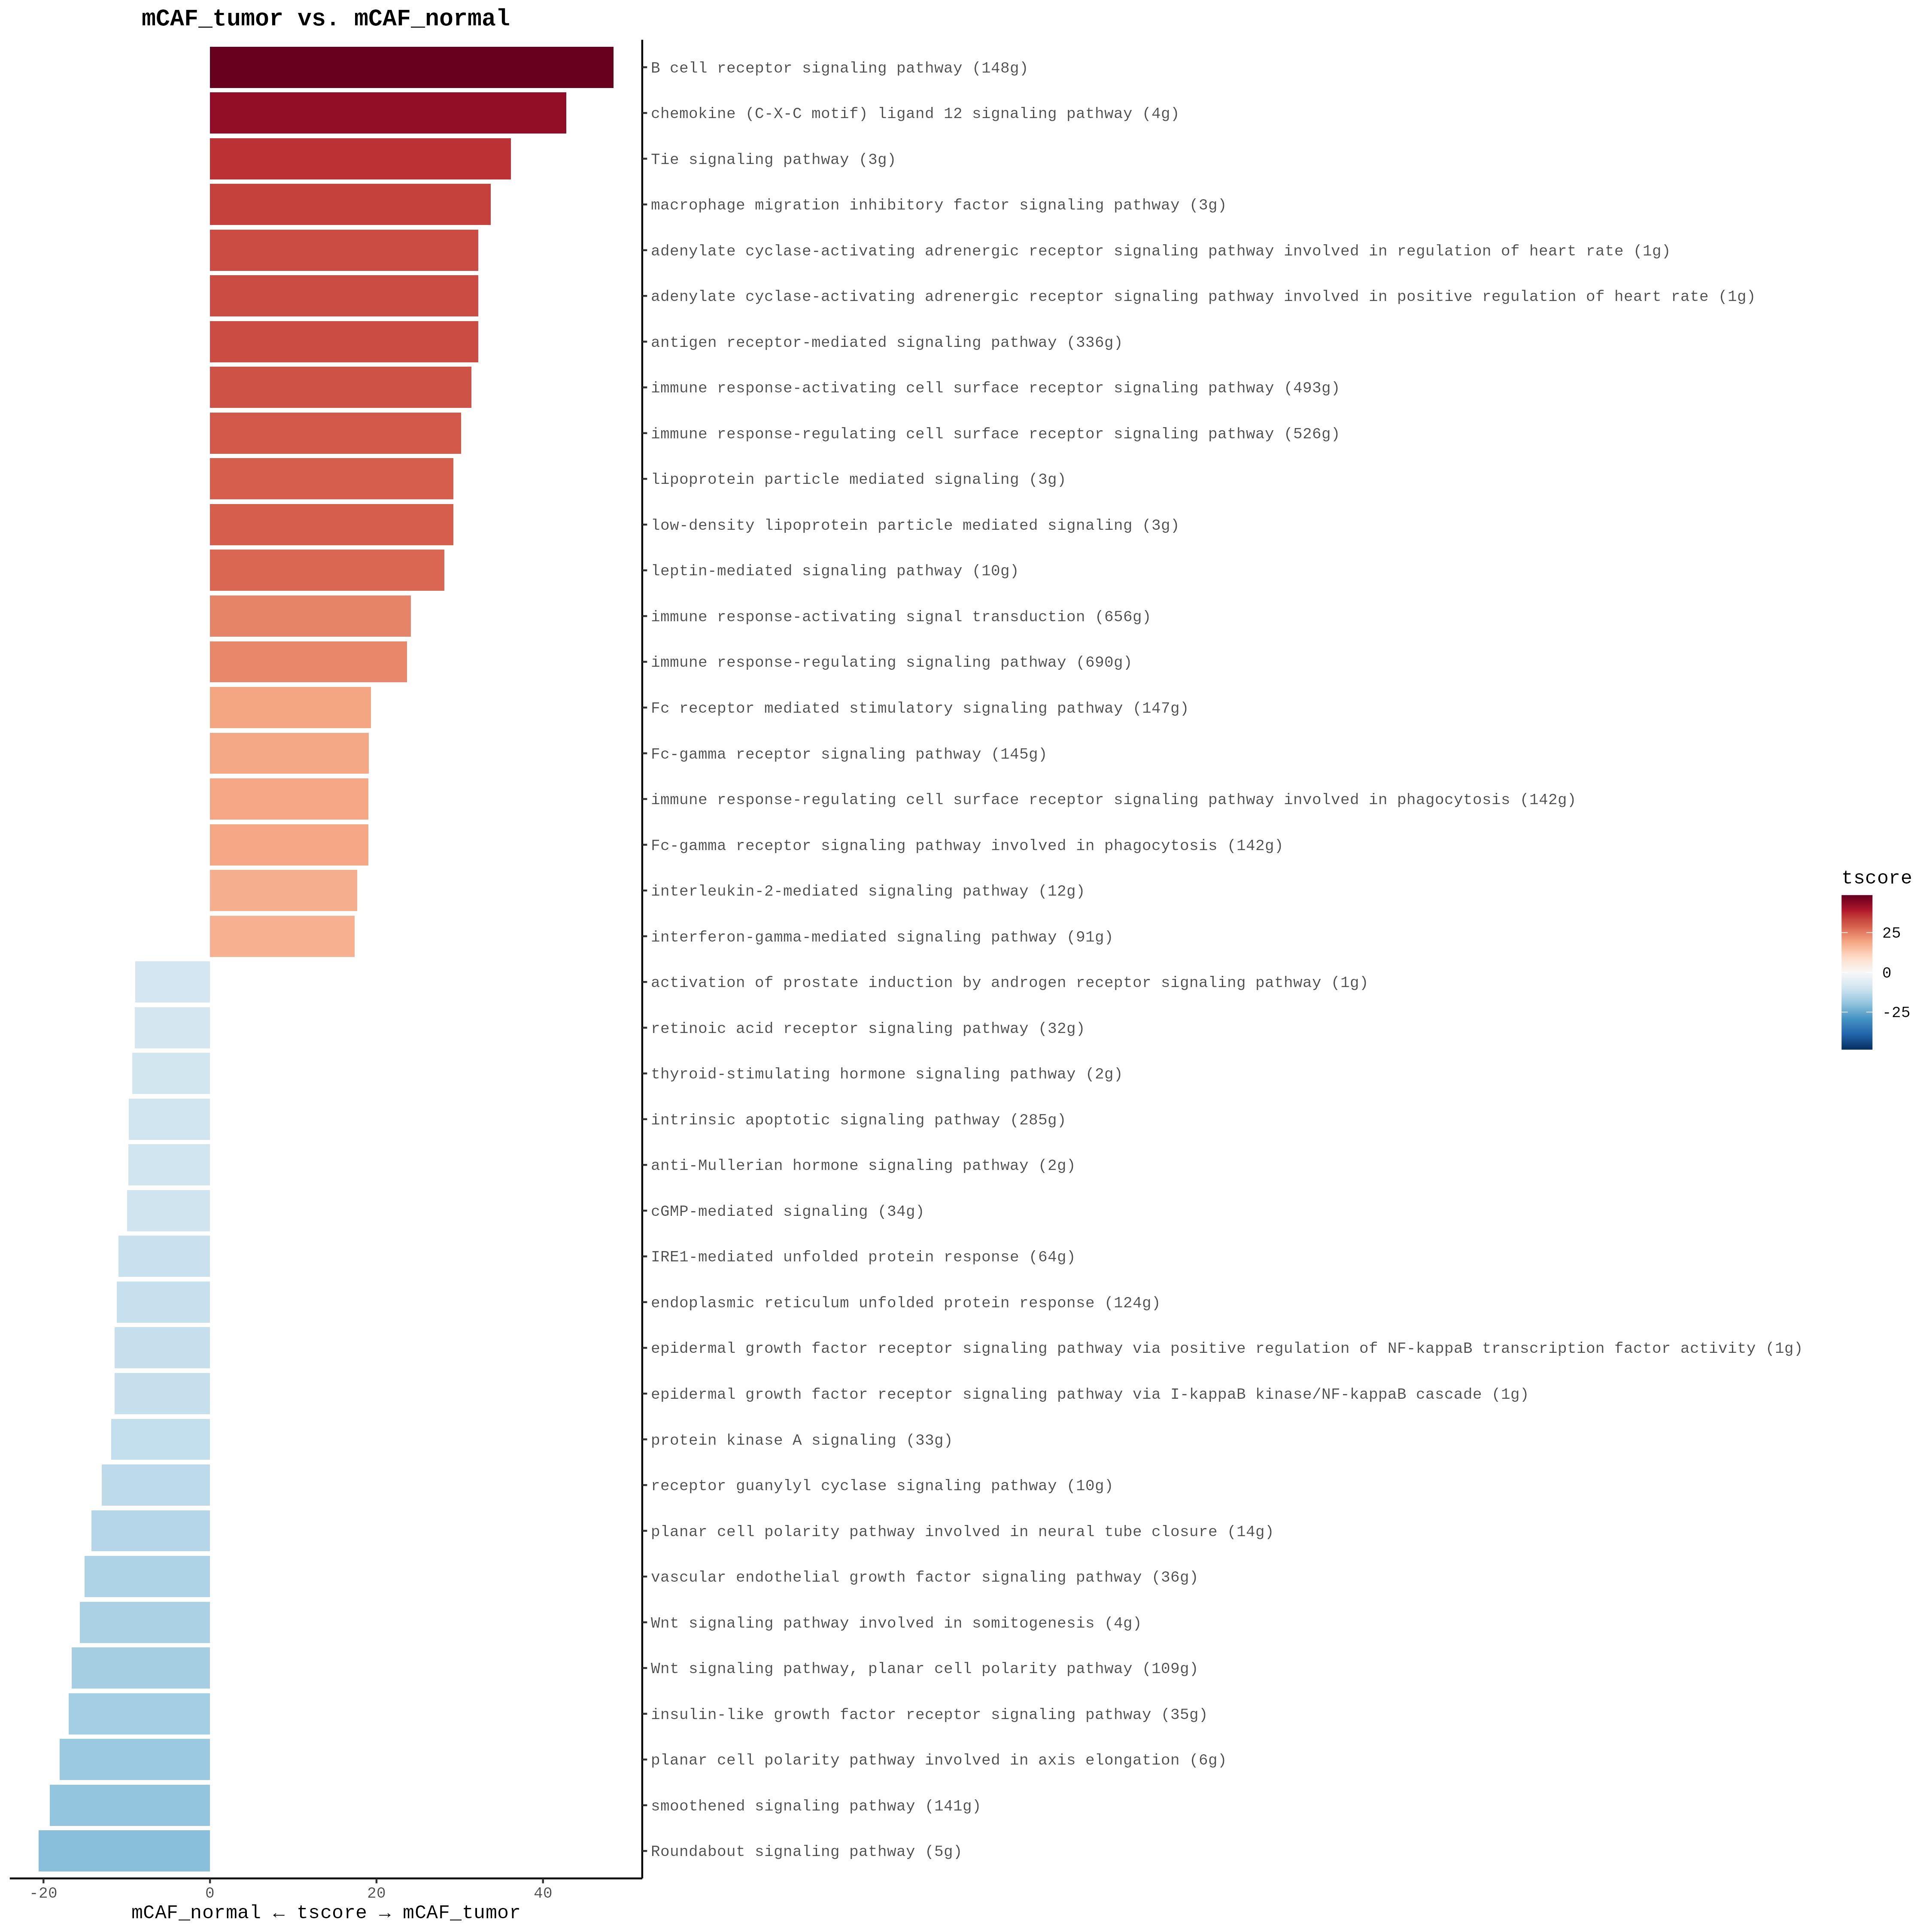 mCAF_tumor vs. mCAF_normal
B cell receptor signaling pathway (148g)
chemokine (C-X-C motif) ligand 12 signaling pathway (4g)
Tie signaling pathway (3g)
macrophage migration inhibitory factor signaling pathway (3g)
adenylate cyclase-activating adrenergic receptor signaling pathway involved in regulation of heart rate (1g)
adenylate cyclase-activating adrenergic receptor signaling pathway involved in positive regulation of heart rate (1g)
antigen receptor-mediated signaling pathway (336g)
immune response-activating cell surface receptor signaling pathway (493g)
immune response-regulating cell surface receptor signaling pathway (526g)
lipoprotein particle mediated signaling (3g)
low-density lipoprotein particle mediated signaling (3g)
leptin-mediated signaling pathway (10g)
immune response-activating signal transduction (656g)
immune response-regulating signaling pathway (690g)
Fc receptor mediated stimulatory signaling pathway (147g)
Fc-gamma receptor signaling pathway (145g)
immune response-regulating cell surface receptor signaling pathway involved in phagocytosis (142g)
Fc-gamma receptor signaling pathway involved in phagocytosis (142g)
interleukin-2-mediated signaling pathway (12g)
interferon-gamma-mediated signaling pathway (91g)
activation of prostate induction by androgen receptor signaling pathway (1g)
retinoic acid receptor signaling pathway (32g)
thyroid-stimulating hormone signaling pathway (2g)
intrinsic apoptotic signaling pathway (285g)
anti-Mullerian hormone signaling pathway (2g)
cGMP-mediated signaling (34g)
IRE1-mediated unfolded protein response (64g)
endoplasmic reticulum unfolded protein response (124g)
epidermal growth factor receptor signaling pathway via positive regulation of NF-kappaB transcription factor activity (1g)
epidermal growth factor receptor signaling pathway via I-kappaB kinase/NF-kappaB cascade (1g)
protein kinase A signaling (33g)
receptor guanylyl cyclase signaling pathway (10g)
planar cell polarity pathway involved in neural tube closure (14g)
vascular endothelial growth factor signaling pathway (36g)
Wnt signaling pathway involved in somitogenesis (4g)
Wnt signaling pathway, planar cell polarity pathway (109g)
insulin-like growth factor receptor signaling pathway (35g)
planar cell polarity pathway involved in axis elongation (6g)
smoothened signaling pathway (141g)
Roundabout signaling pathway (5g)
-20 0 20 40
mCAF_normal ← tscore → mCAF_tumor
tscore
25
0
-25